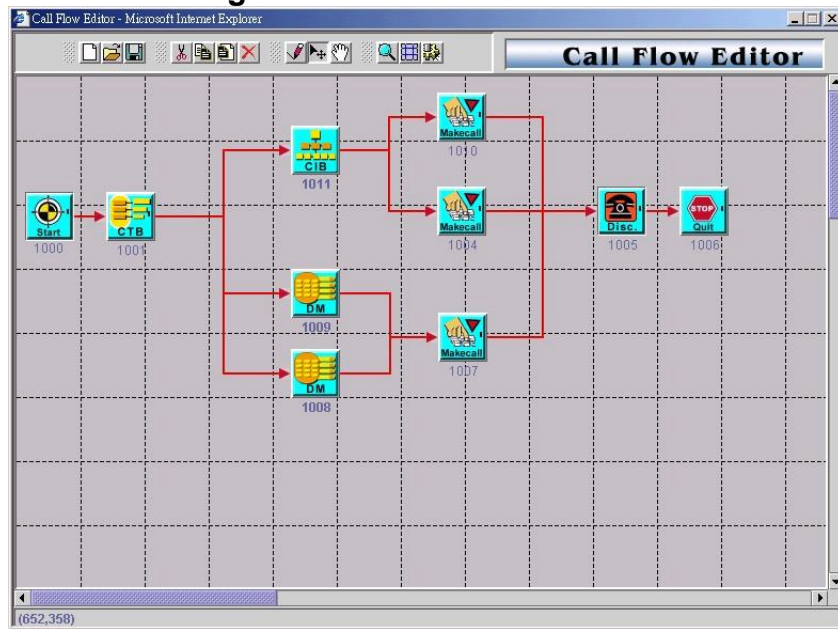 Call Flow Editor - Microsoft Internet Explorer
Call Flow Editor
Makecall
1010
CIB
1011
Start
1000
CTB
1001
Makecall
1004
Disc.
1005
STOP
Quit
1006
DM
1009
Makecall
1007
DM
1008
(652,358)